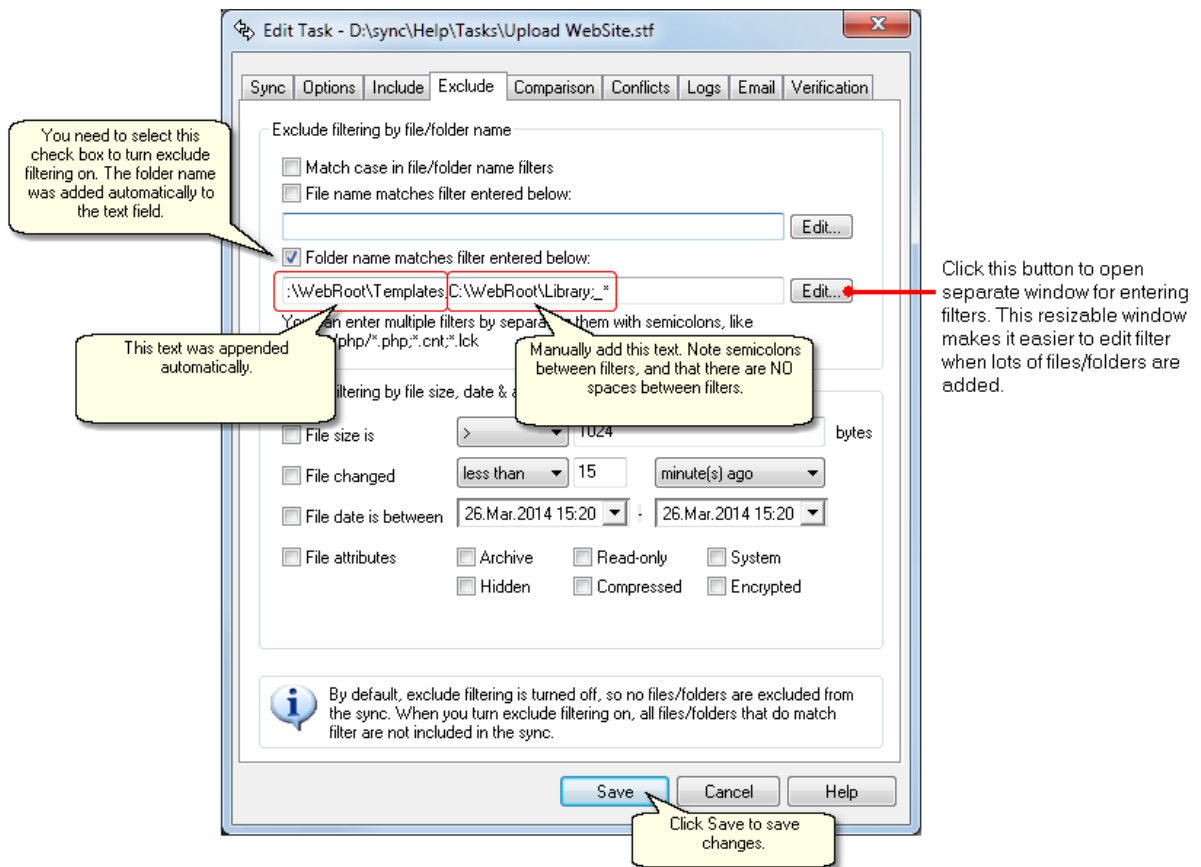 Edit Task - D:\sync\Help\Tasks\Upload WebSite.stf
Sync Options Include Exclude Comparison Conflicts Logs Email Verification
Exclude filtering by file/folder name
You need to select this
check box to turn exclude
filtering on. The folder name
was added automatically to
the text field.
Match case in file/folder name filters
File name matches filter entered below:
Edit...
Folder name matches filter entered below:
:\WebRoot\Templates;C:\WebRoot\Library;_*
Edit...
Click this button to open
separate window for entering
filters. This resizable window
makes it easier to edit filter
when lots of files/folders are
added.
an enter multiple filters by separa them with semicolons, like
/php/*.php;*.cnt;*.lck
This text was appended
automatically.
Manually add this text. Note semicolons
between filters, and that there are NO
spaces between filters.
filtering by file size, date & a
File size is > 1024 bytes
File changed less than 15 minute(s) ago
File date is between 26.Mar.2014 15:20 - 26.Mar.2014 15:20
File attributes Archive Read-only System
Hidden Compressed Encrypted
By default, exclude filtering is turned off, so no files/folders are excluded from
the sync. When you turn exclude filtering on, all files/folders that do match
filter are not included in the sync.
Save Cancel Help
Click Save to save
changes.